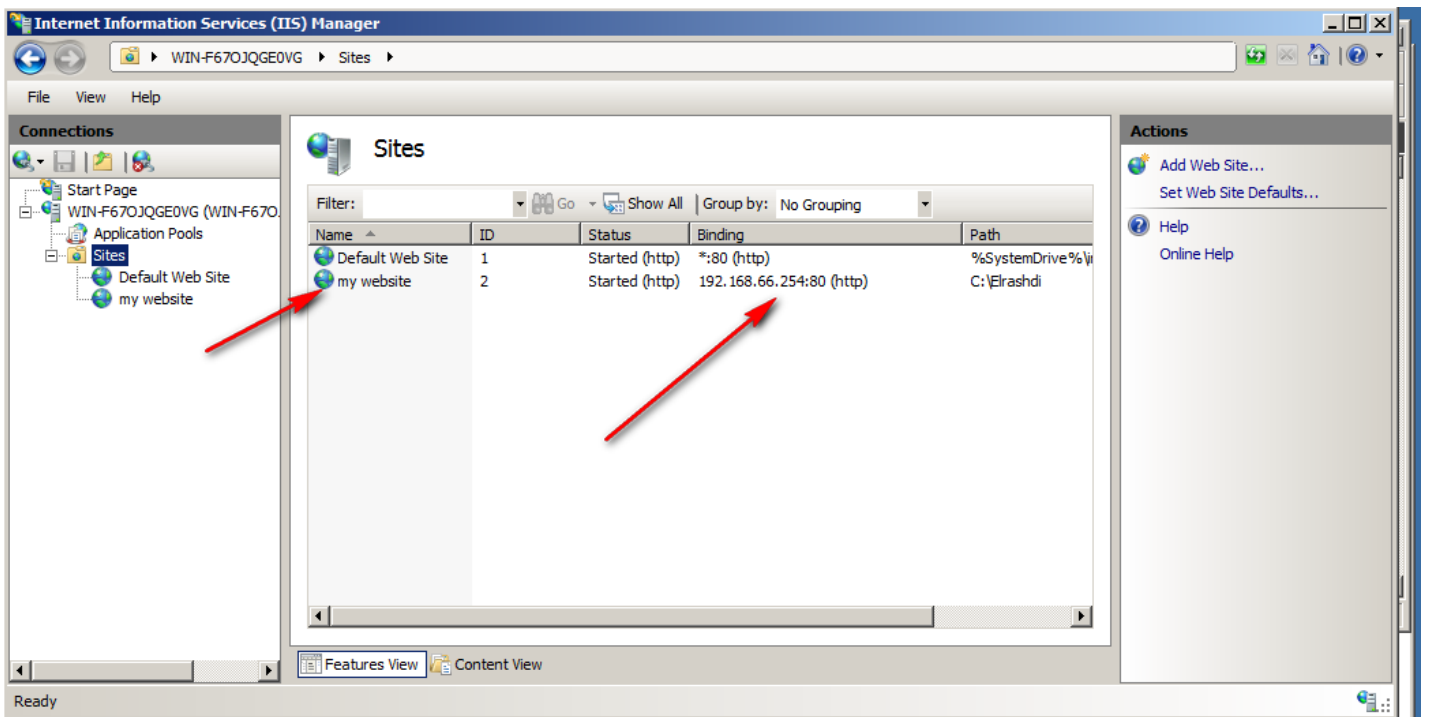 Internet Information Services (IIS) Manager
WIN-F67OJQGE0VG Sites
File View Help
Connections
Start Page
WIN-F67OJQGE0VG (WIN-F67O
Application Pools
Sites
Default Web Site
my website
Sites
Filter: Go Show All Group by: No Grouping
Name ID Status Binding Path
Default Web Site 1 Started (http) *:80 (http) %SystemDrive%\in
my website 2 Started (http) 192.168.66.254:80 (http) C:\Elrashdi
Features View Content View
Actions
Add Web Site...
Set Web Site Defaults...
Help
Online Help
Ready